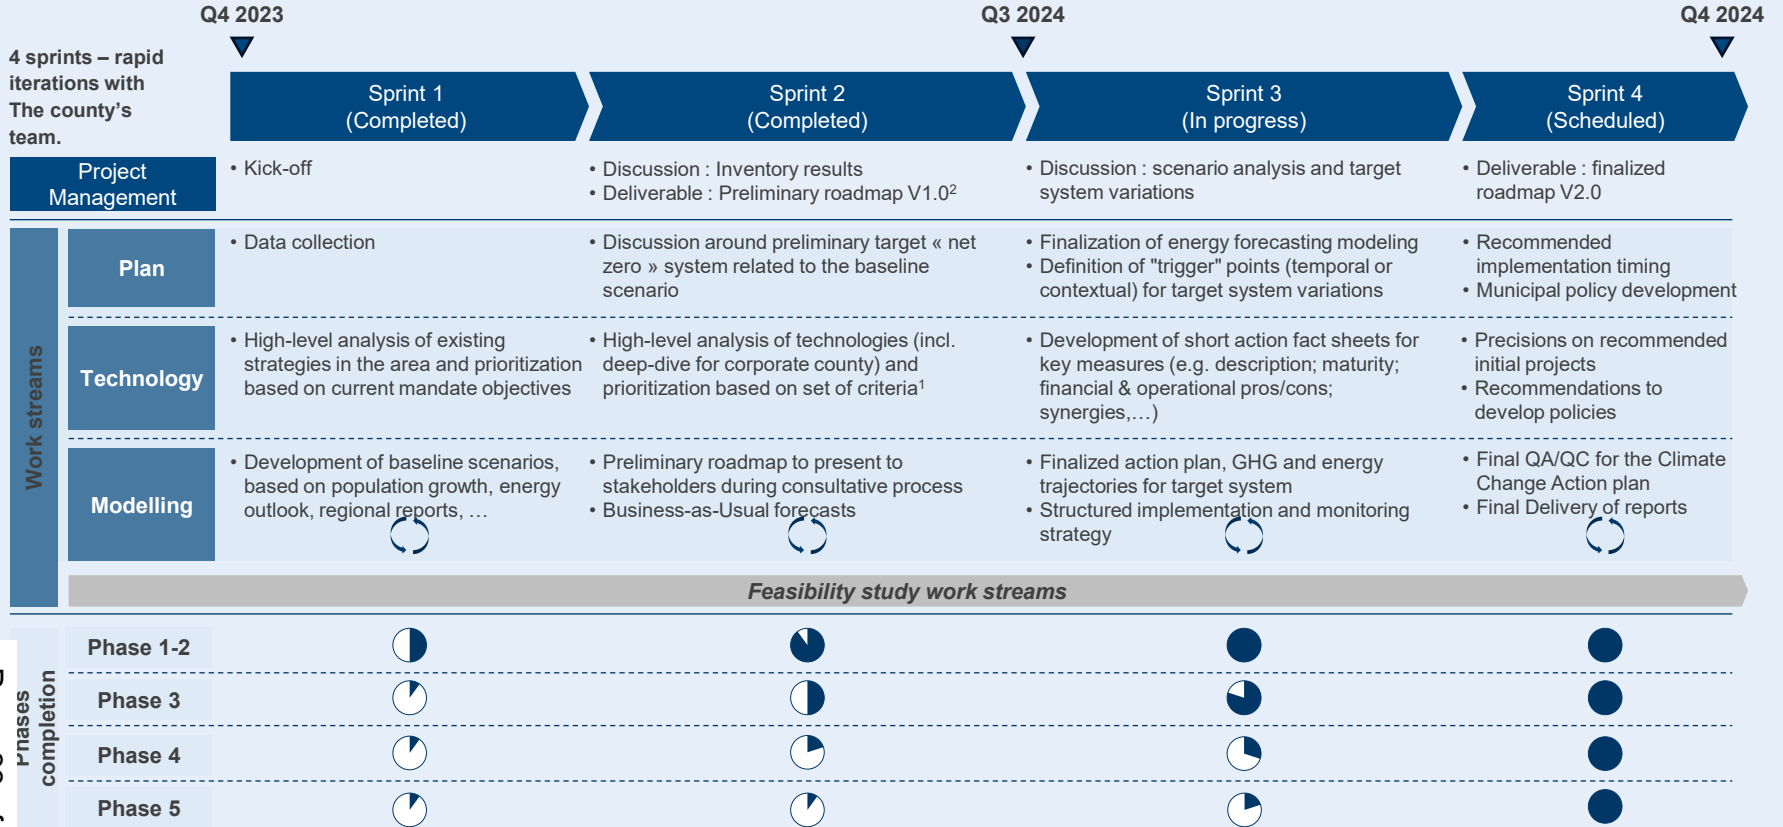 Q4 2023
Q3 2024
Q4 2024
4 sprints – rapid
iterations with
The county's
team.
Sprint 1
(Completed)
Sprint 2
(Completed)
Sprint 3
(In progress)
Sprint 4
(Scheduled)
Project
Management
• Kick-off
• Discussion : Inventory results
• Deliverable : Preliminary roadmap V1.0²
• Discussion : scenario analysis and target
system variations
• Deliverable : finalized
roadmap V2.0
Work streams
Plan
• Data collection
• Discussion around preliminary target « net
zero » system related to the baseline
scenario
• Finalization of energy forecasting modeling
• Definition of "trigger" points (temporal or
contextual) for target system variations
• Recommended
implementation timing
• Municipal policy development
Technology
• High-level analysis of existing
strategies in the area and prioritization
based on current mandate objectives
• High-level analysis of technologies (incl.
deep-dive for corporate county) and
prioritization based on set of criteria¹
• Development of short action fact sheets for
key measures (e.g. description; maturity;
financial & operational pros/cons;
synergies,…)
• Precisions on recommended
initial projects
• Recommendations to
develop policies
Modelling
• Development of baseline scenarios,
based on population growth, energy
outlook, regional reports, …
• Preliminary roadmap to present to
stakeholders during consultative process
• Business-as-Usual forecasts
• Finalized action plan, GHG and energy
trajectories for target system
• Structured implementation and monitoring
strategy
• Final QA/QC for the Climate
Change Action plan
• Final Delivery of reports
Feasibility study work streams
Phases
completion
Phase 1-2
Phase 3
Phase 4
Phase 5